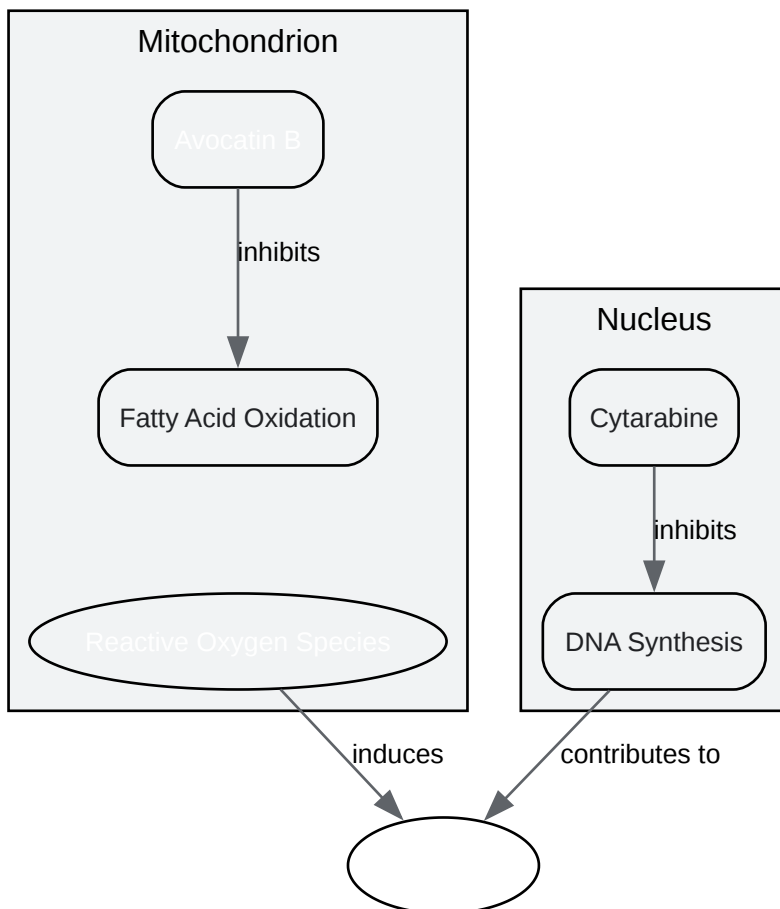 Mitochondrion
Avocatin B
inhibits
Fatty Acid Oxidation
Reactive Oxygen Species
induces
Nucleus
Cytarabine
inhibits
DNA Synthesis
contributes to